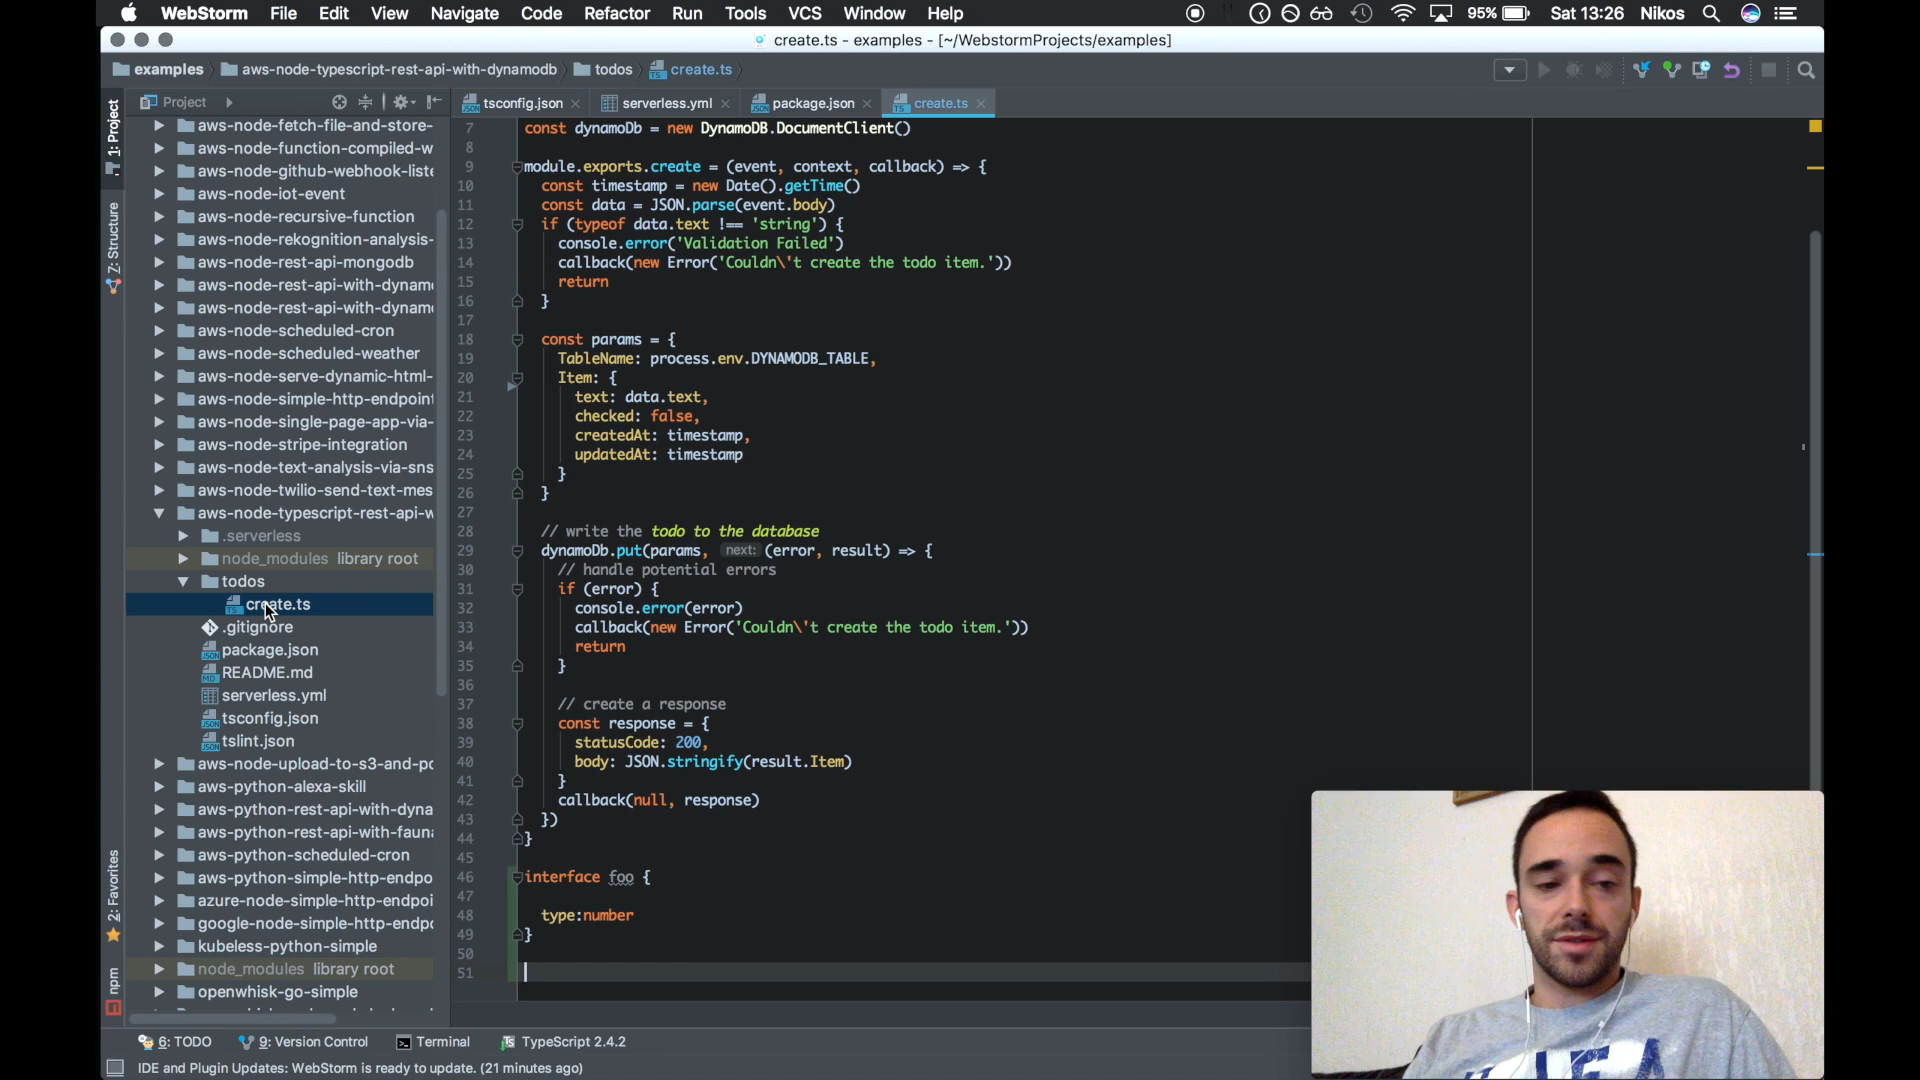 WebStorm File Edit View Navigate Code Refactor Run Tools VCS Window Help 95% Sat 13:26 Nikos
create.ts - examples - [~/WebstormProjects/examples]
examples aws-node-typescript-rest-api-with-dynamodb todos create.ts
Project
tsconfig.json serverless.yml package.json create.ts
1: Project
7: Structure
2: Favorites
npm
aws-node-fetch-file-and-store-
aws-node-function-compiled-w
aws-node-github-webhook-liste
aws-node-iot-event
aws-node-recursive-function
aws-node-rekognition-analysis-
aws-node-rest-api-mongodb
aws-node-rest-api-with-dynam
aws-node-rest-api-with-dynam
aws-node-scheduled-cron
aws-node-scheduled-weather
aws-node-serve-dynamic-html-
aws-node-simple-http-endpoint
aws-node-single-page-app-via-
aws-node-stripe-integration
aws-node-text-analysis-via-sns
aws-node-twilio-send-text-mes
aws-node-typescript-rest-api-w
.serverless
node_modules library root
todos
create.ts
.gitignore
package.json
README.md
serverless.yml
tsconfig.json
tslint.json
aws-node-upload-to-s3-and-po
aws-python-alexa-skill
aws-python-rest-api-with-dyna
aws-python-rest-api-with-fauna
aws-python-scheduled-cron
aws-python-simple-http-endpo
azure-node-simple-http-endpoi
google-node-simple-http-endpo
kubeless-python-simple
node_modules library root
openwhisk-go-simple
7 const dynamoDb = new DynamoDB.DocumentClient()
8
9 module.exports.create = (event, context, callback) => {
10 const timestamp = new Date().getTime()
11 const data = JSON.parse(event.body)
12 if (typeof data.text !== 'string') {
13 console.error('Validation Failed')
14 callback(new Error('Couldn\'t create the todo item.'))
15 return
16 }
17
18 const params = {
19 TableName: process.env.DYNAMODB_TABLE,
20 Item: {
21 text: data.text,
22 checked: false,
23 createdAt: timestamp,
24 updatedAt: timestamp
25 }
26 }
27
28 // write the todo to the database
29 dynamoDb.put(params, next: (error, result) => {
30 // handle potential errors
31 if (error) {
32 console.error(error)
33 callback(new Error('Couldn\'t create the todo item.'))
34 return
35 }
36
37 // create a response
38 const response = {
39 statusCode: 200,
40 body: JSON.stringify(result.Item)
41 }
42 callback(null, response)
43 })
44 }
45
46 interface foo {
47
48 type:number
49 }
50
51
6: TODO 9: Version Control Terminal TypeScript 2.4.2
IDE and Plugin Updates: WebStorm is ready to update. (21 minutes ago)